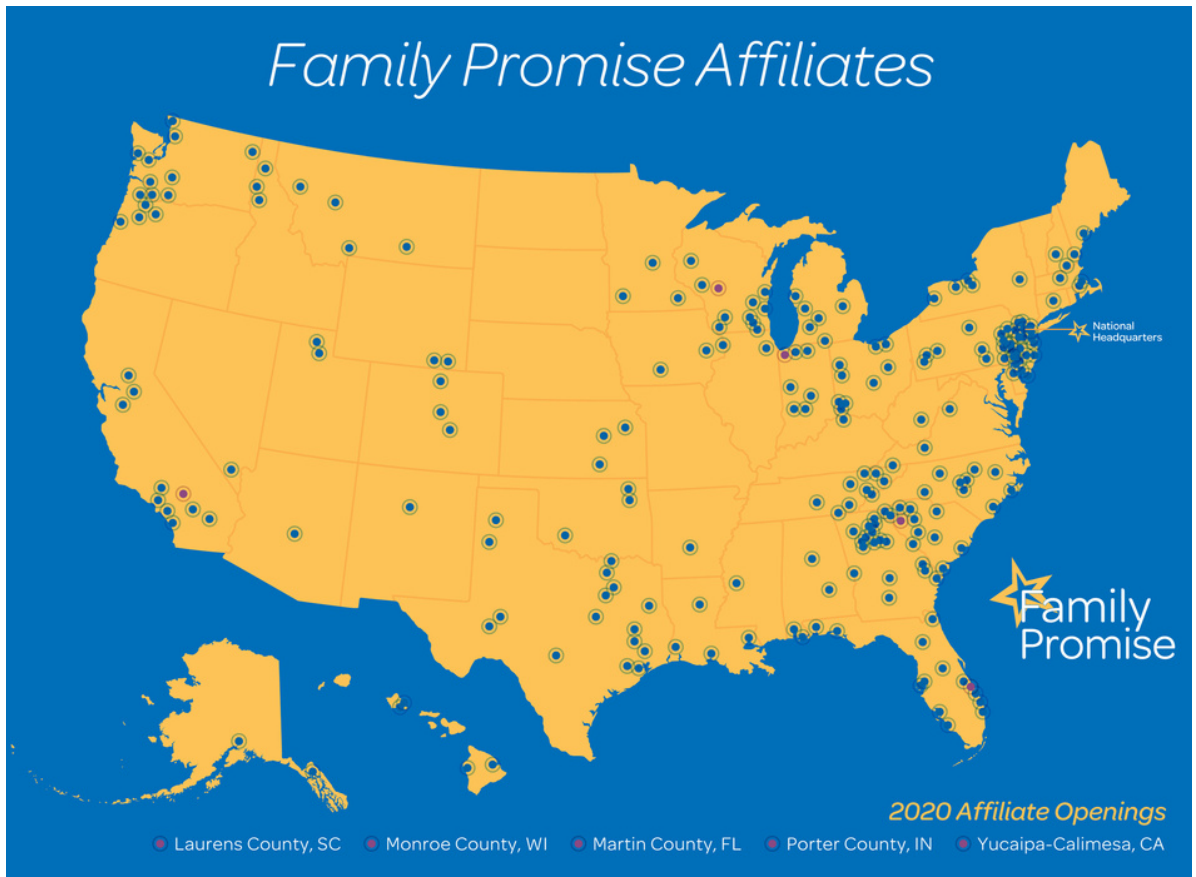 Family Promise Affiliates
National
Headquarters
Family
Promise
2020 Affiliate Openings
Laurens County, SC Monroe County, WI Martin County, FL Porter County, IN Yucaipa-Calimesa, CA